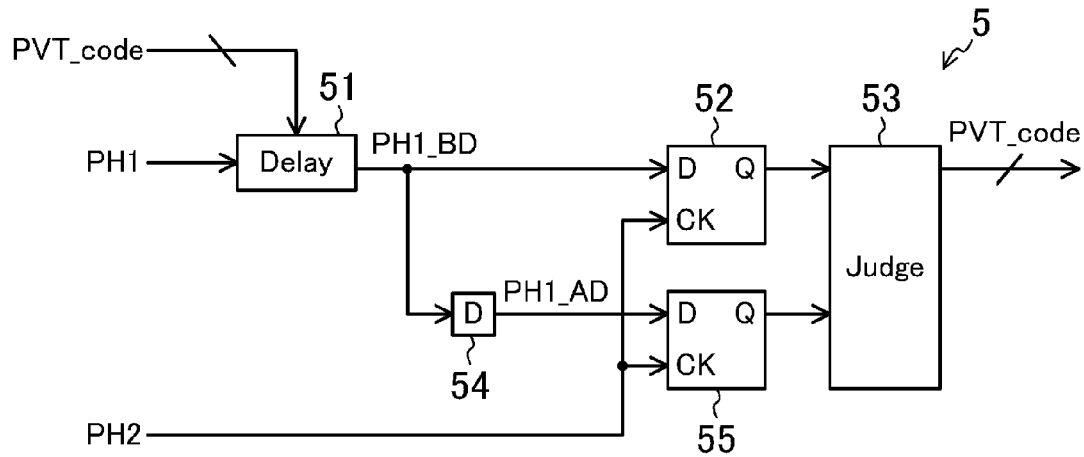 5
PVT_code
51
52
53
PVT_code
PH1
Delay
PH1_BD
D Q
CK
Judge
D
PH1_AD
D Q
CK
54
55
PH2